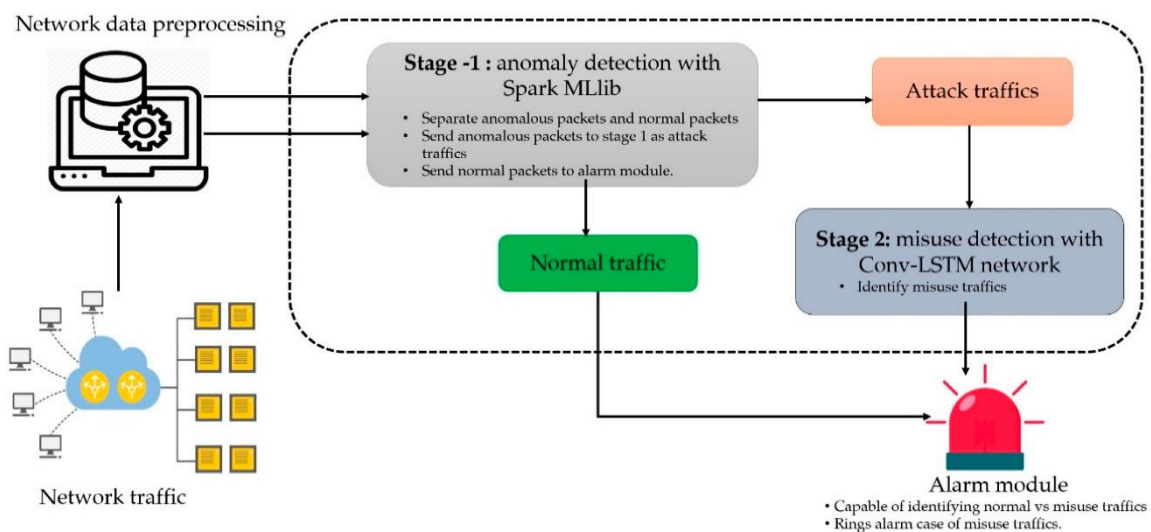 Network data preprocessing
Stage -1 : anomaly detection with
Spark MLlib
• Separate anomalous packets and normal packets
• Send anomalous packets to stage 1 as attack
traffics
• Send normal packets to alarm module.
Attack traffics
Normal traffic
Stage 2: misuse detection with
Conv-LSTM network
• Identify misuse traffics
Network traffic
Alarm module
• Capable of identifying normal vs misuse traffics
• Rings alarm case of misuse traffics.